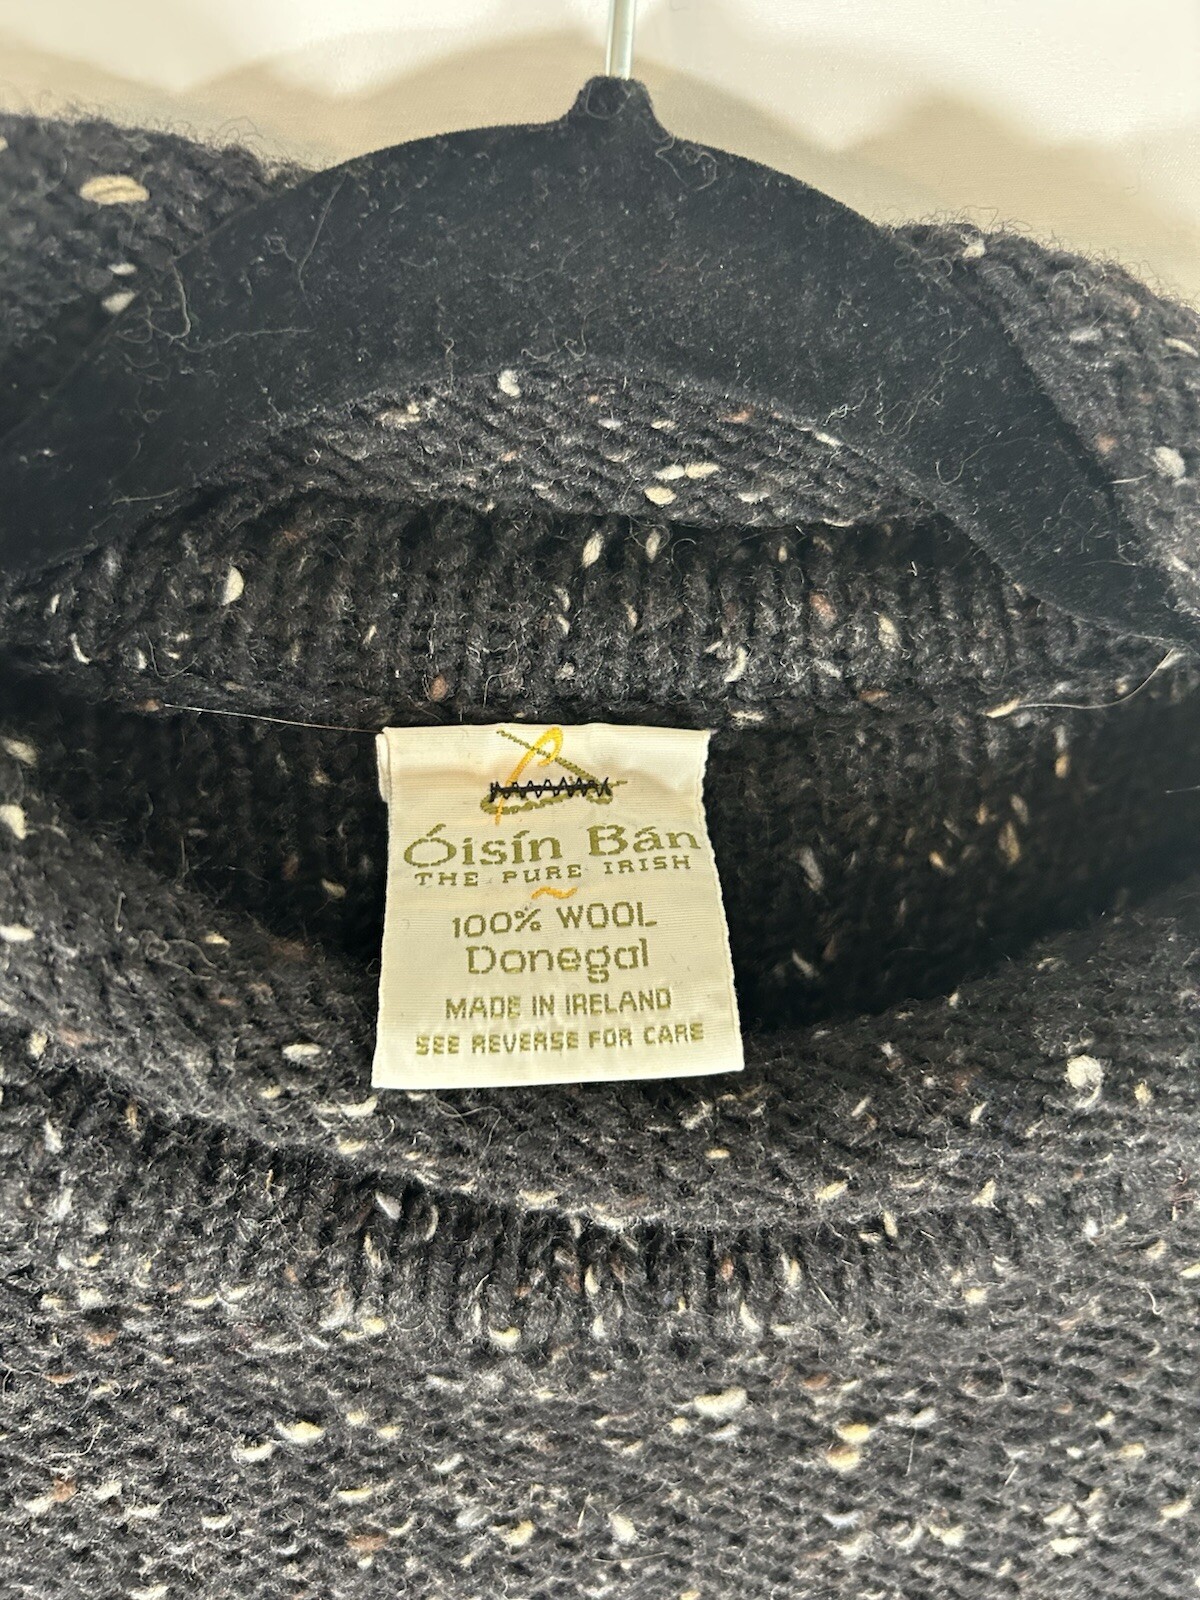 Óisín Bán
THE PURE IRISH
100% WOOL
Donegal
MADE IN IRELAND
SEE REVERSE FOR CARE